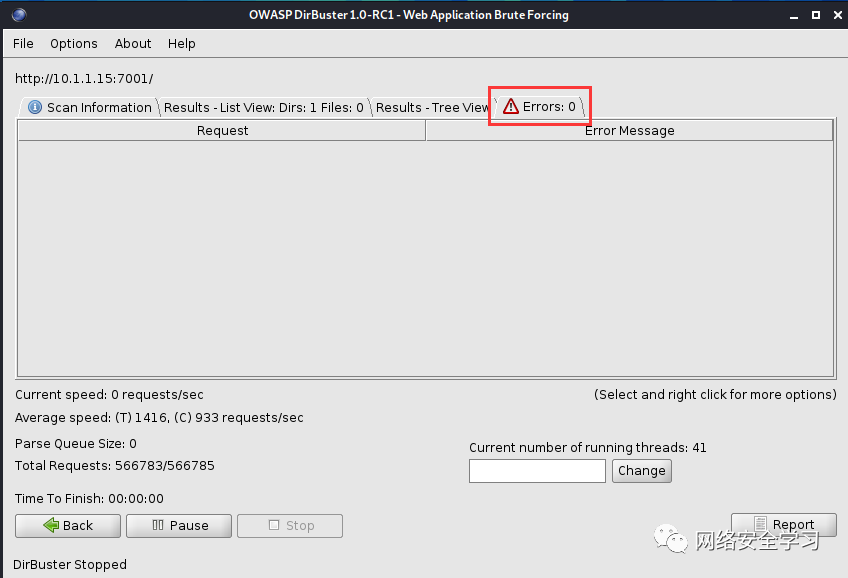 OWASP DirBuster 1.0-RC1 - Web Application Brute Forcing
File Options About Help
http://10.1.1.15:7001/
Scan Information Results - List View: Dirs: 1 Files: 0 Results - Tree View Errors: 0
Request Error Message
Current speed: 0 requests/sec (Select and right click for more options)
Average speed: (T) 1416, (C) 933 requests/sec
Parse Queue Size: 0 Current number of running threads: 41
Total Requests: 566783/566785
Change
Time To Finish: 00:00:00
Back Pause Stop Report
网络安全学习
DirBuster Stopped